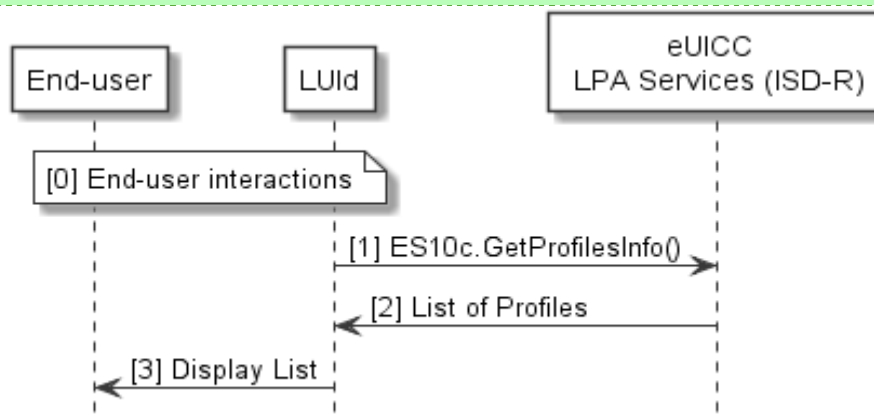 eUICC
End-user
LUId
LPA Services (ISD-R)
[0] End-user interactions
[1] ES10c.GetProfilesInfo()
[2] List of Profiles
[3] Display List